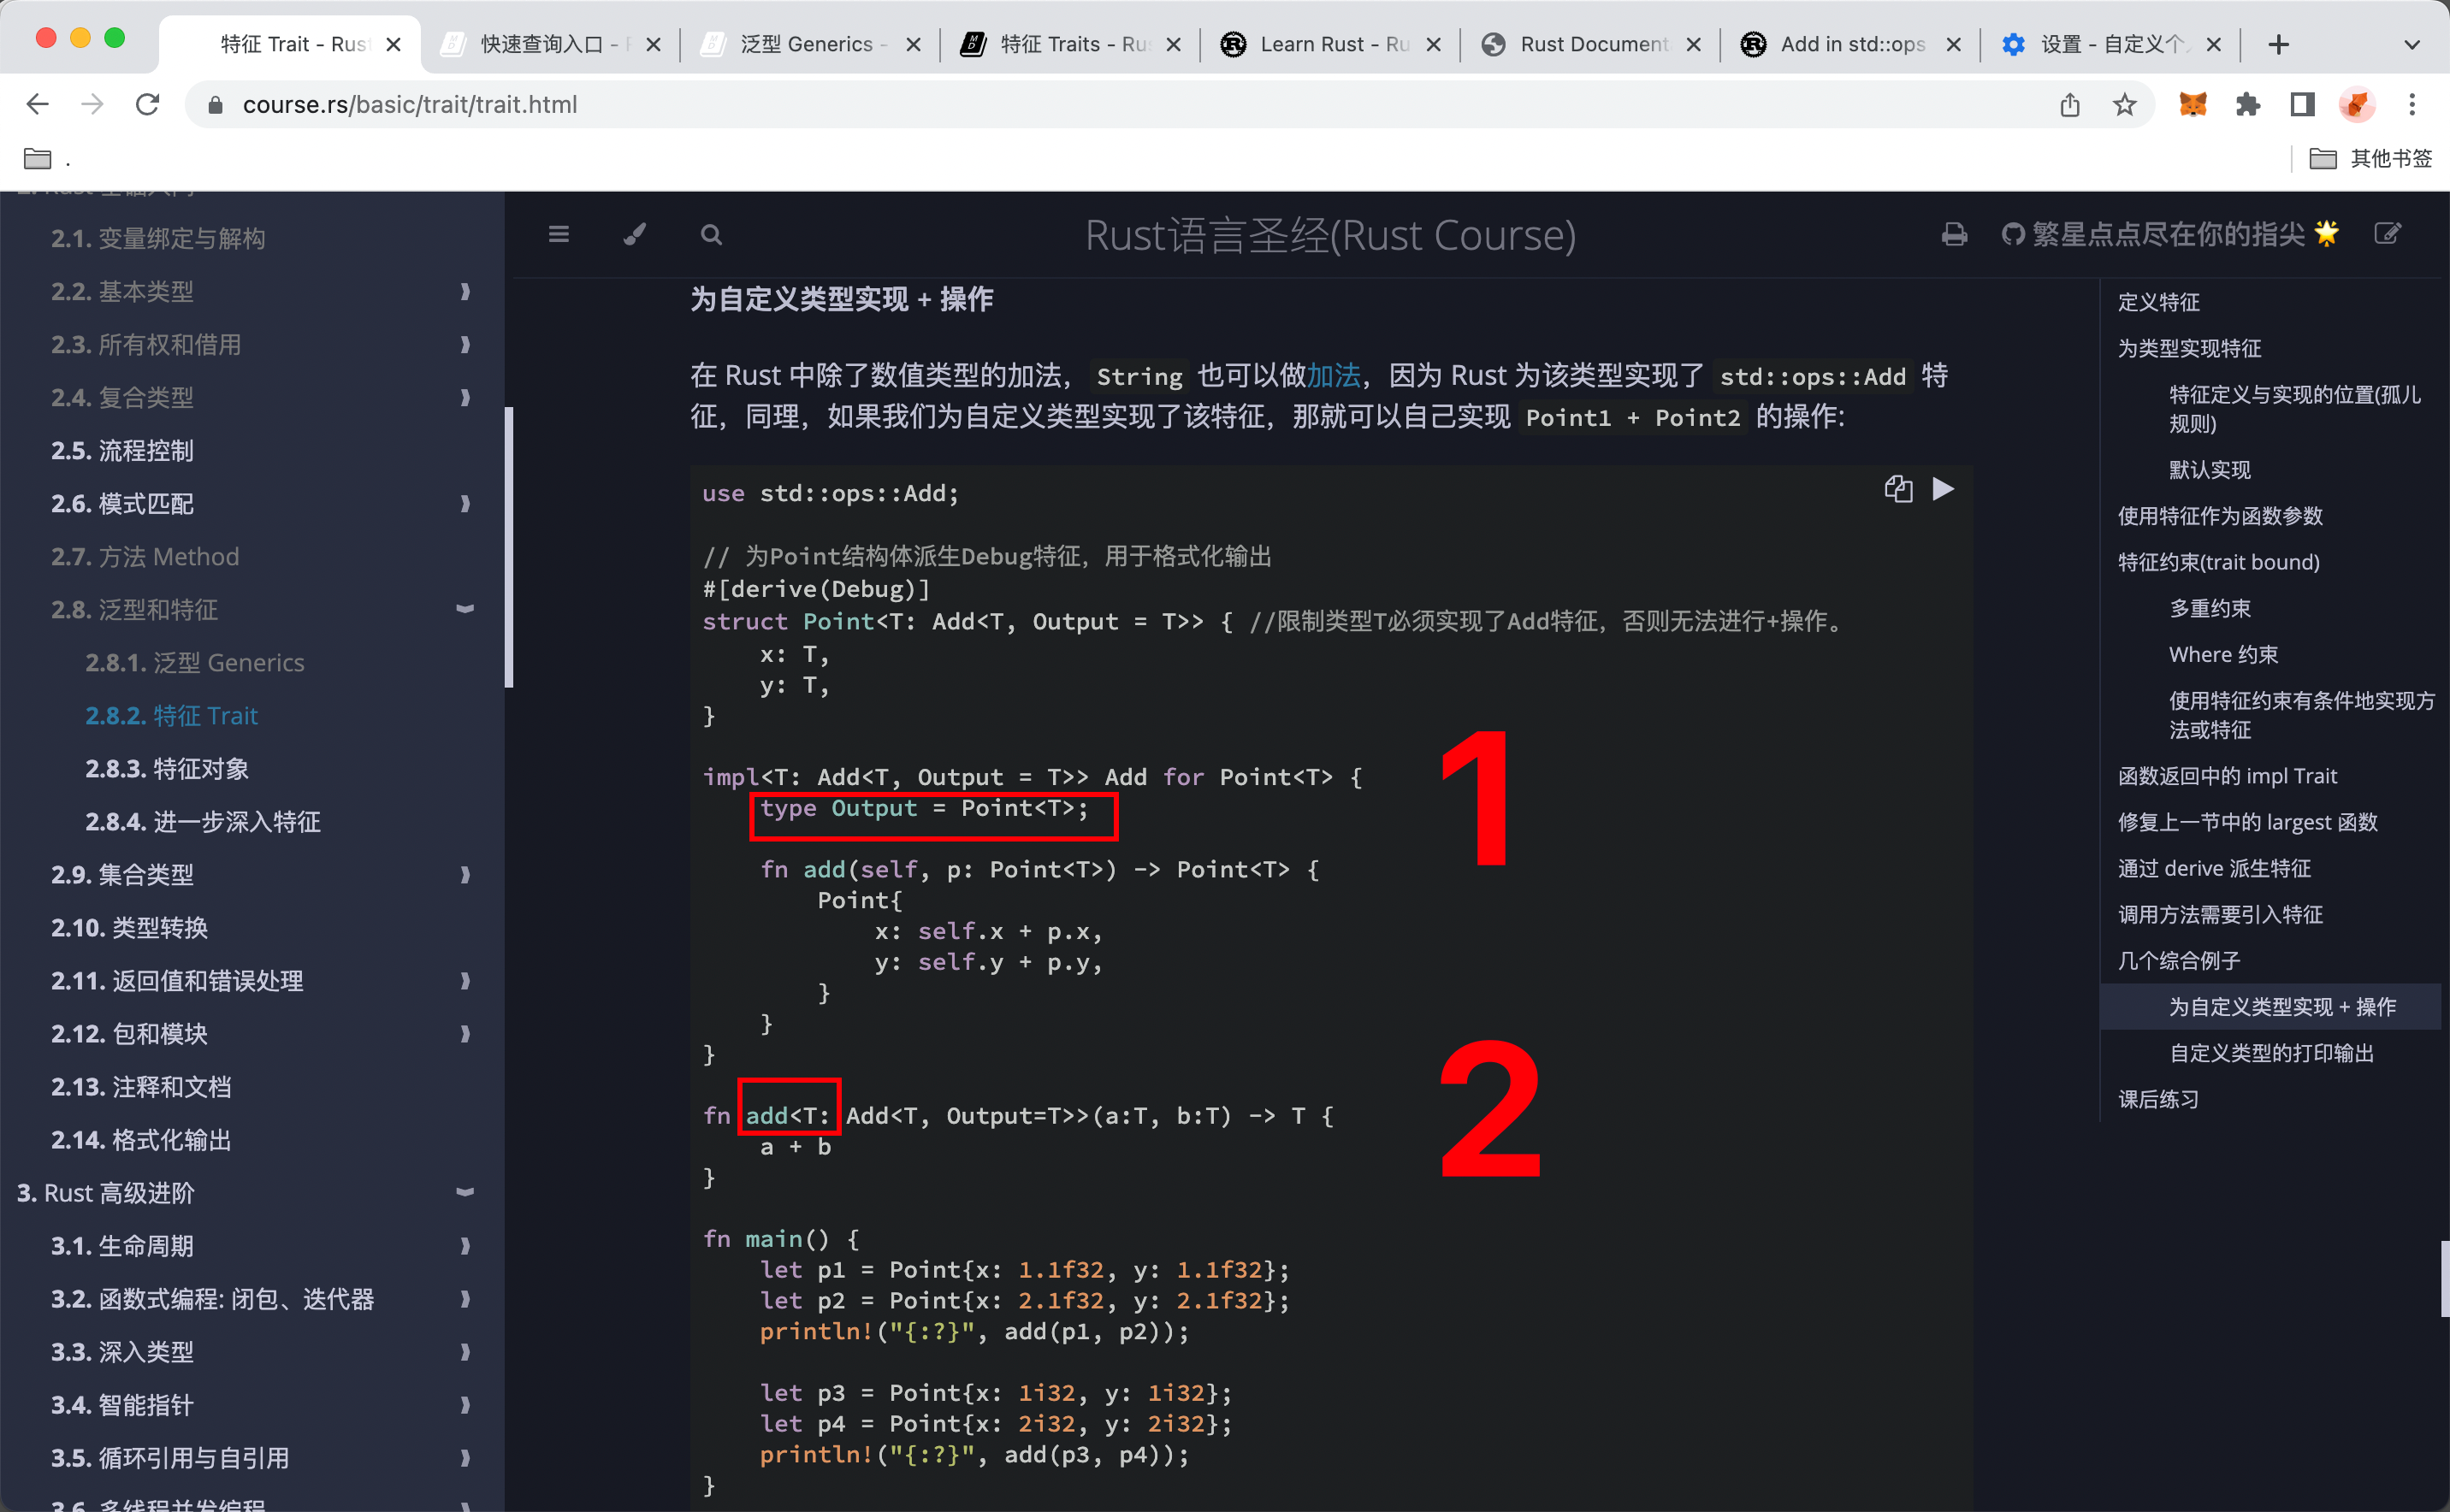 特征 Trait - Rus
快速查询入口 - R
泛型 Generics -
特征 Traits - Rus
Learn Rust - Ru
Rust Document
Add in std::ops
设置 - 自定义个
course.rs/basic/trait/trait.html
.
其他书签
2. Rust 基础入门
2.1. 变量绑定与解构
2.2. 基本类型
2.3. 所有权和借用
2.4. 复合类型
2.5. 流程控制
2.6. 模式匹配
2.7. 方法 Method
2.8. 泛型和特征
2.8.1. 泛型 Generics
2.8.2. 特征 Trait
2.8.3. 特征对象
2.8.4. 进一步深入特征
2.9. 集合类型
2.10. 类型转换
2.11. 返回值和错误处理
2.12. 包和模块
2.13. 注释和文档
2.14. 格式化输出
3. Rust 高级进阶
3.1. 生命周期
3.2. 函数式编程: 闭包、迭代器
3.3. 深入类型
3.4. 智能指针
3.5. 循环引用与自引用
3.6. 多线程并发编程
Rust语言圣经(Rust Course)
繁星点点尽在你的指尖 🌟
为自定义类型实现 + 操作
在 Rust 中除了数值类型的加法， String 也可以做加法，因为 Rust 为该类型实现了 std::ops::Add 特
征，同理，如果我们为自定义类型实现了该特征，那就可以自己实现 Point1 + Point2 的操作:
use std::ops::Add;
// 为Point结构体派生Debug特征，用于格式化输出
#[derive(Debug)]
struct Point<T: Add<T, Output = T>> { //限制类型T必须实现了Add特征，否则无法进行+操作。
x: T,
y: T,
}
impl<T: Add<T, Output = T>> Add for Point<T> {
type Output = Point<T>;
fn add(self, p: Point<T>) -> Point<T> {
Point{
x: self.x + p.x,
y: self.y + p.y,
}
}
}
fn add<T: Add<T, Output=T>>(a:T, b:T) -> T {
a + b
}
fn main() {
let p1 = Point{x: 1.1f32, y: 1.1f32};
let p2 = Point{x: 2.1f32, y: 2.1f32};
println!("{:?}", add(p1, p2));
let p3 = Point{x: 1i32, y: 1i32};
let p4 = Point{x: 2i32, y: 2i32};
println!("{:?}", add(p3, p4));
}
1
2
定义特征
为类型实现特征
特征定义与实现的位置(孤儿
规则)
默认实现
使用特征作为函数参数
特征约束(trait bound)
多重约束
Where 约束
使用特征约束有条件地实现方
法或特征
函数返回中的 impl Trait
修复上一节中的 largest 函数
通过 derive 派生特征
调用方法需要引入特征
几个综合例子
为自定义类型实现 + 操作
自定义类型的打印输出
课后练习